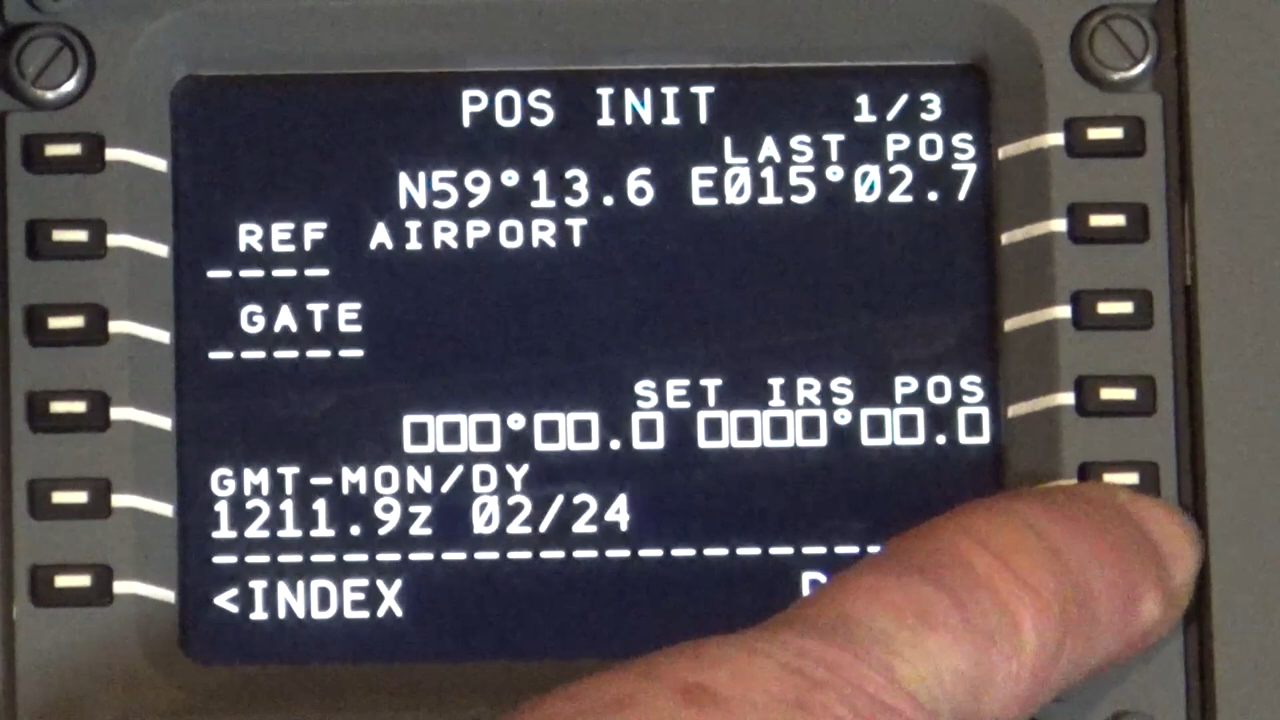 POS INIT 1/3
LAST POS
N59°13.6 E015°02.7
REF AIRPORT
----
GATE
-----
SET IRS POS
□□□°□□.□ □□□□°□□.□
GMT-MON/DY
1211.9z 02/24
<INDEX